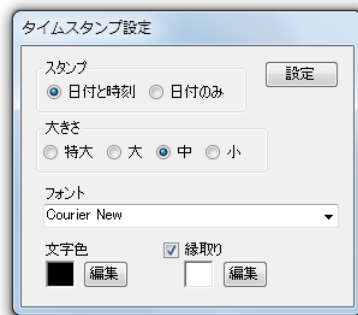 タイムスタンプ設定
スタンプ
設定
日付と時刻 日付のみ
大きさ
特大 大 中 小
フォント
Courier New
文字色 縁取り
編集 編集